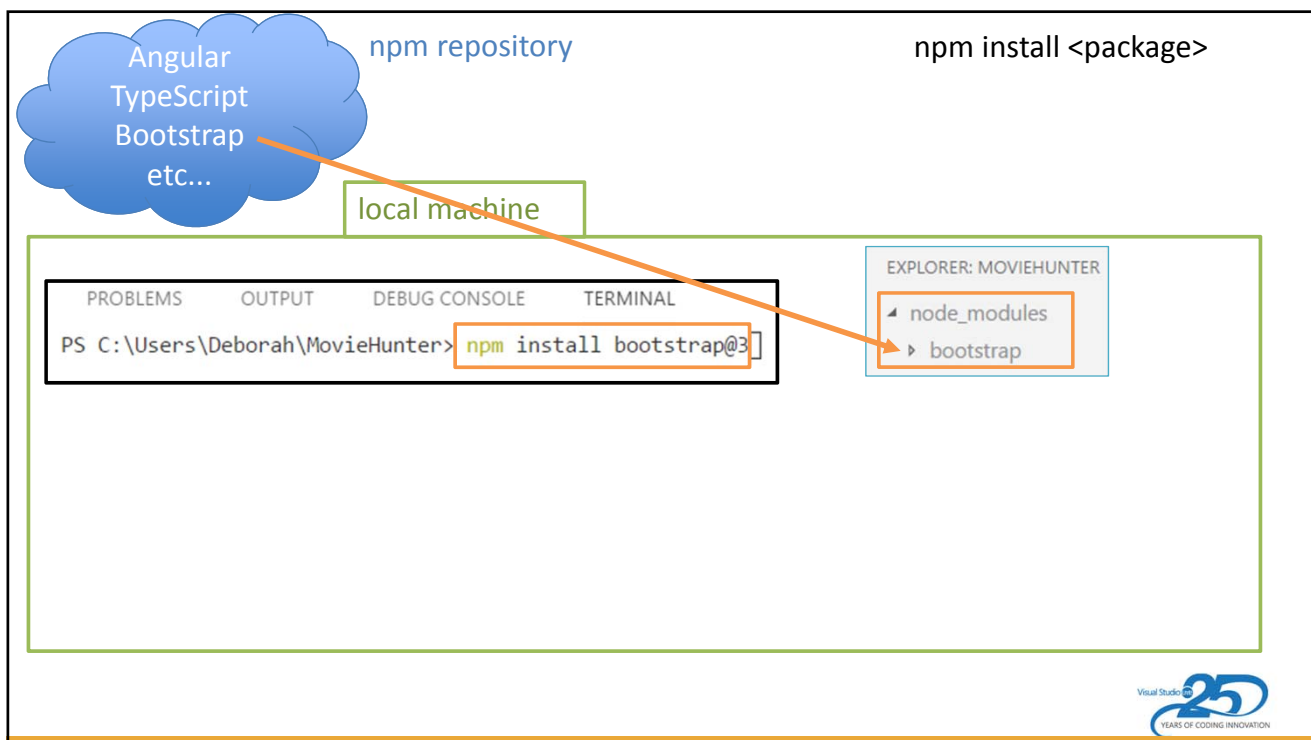 Angular
TypeScript
Bootstrap
etc...
npm repository
npm install <package>
local machine
PROBLEMS OUTPUT DEBUG CONSOLE TERMINAL
PS C:\Users\Deborah\MovieHunter> npm install bootstrap@3
EXPLORER: MOVIEHUNTER
node_modules
bootstrap
Visual Studio LIVE! 25
YEARS OF CODING INNOVATION